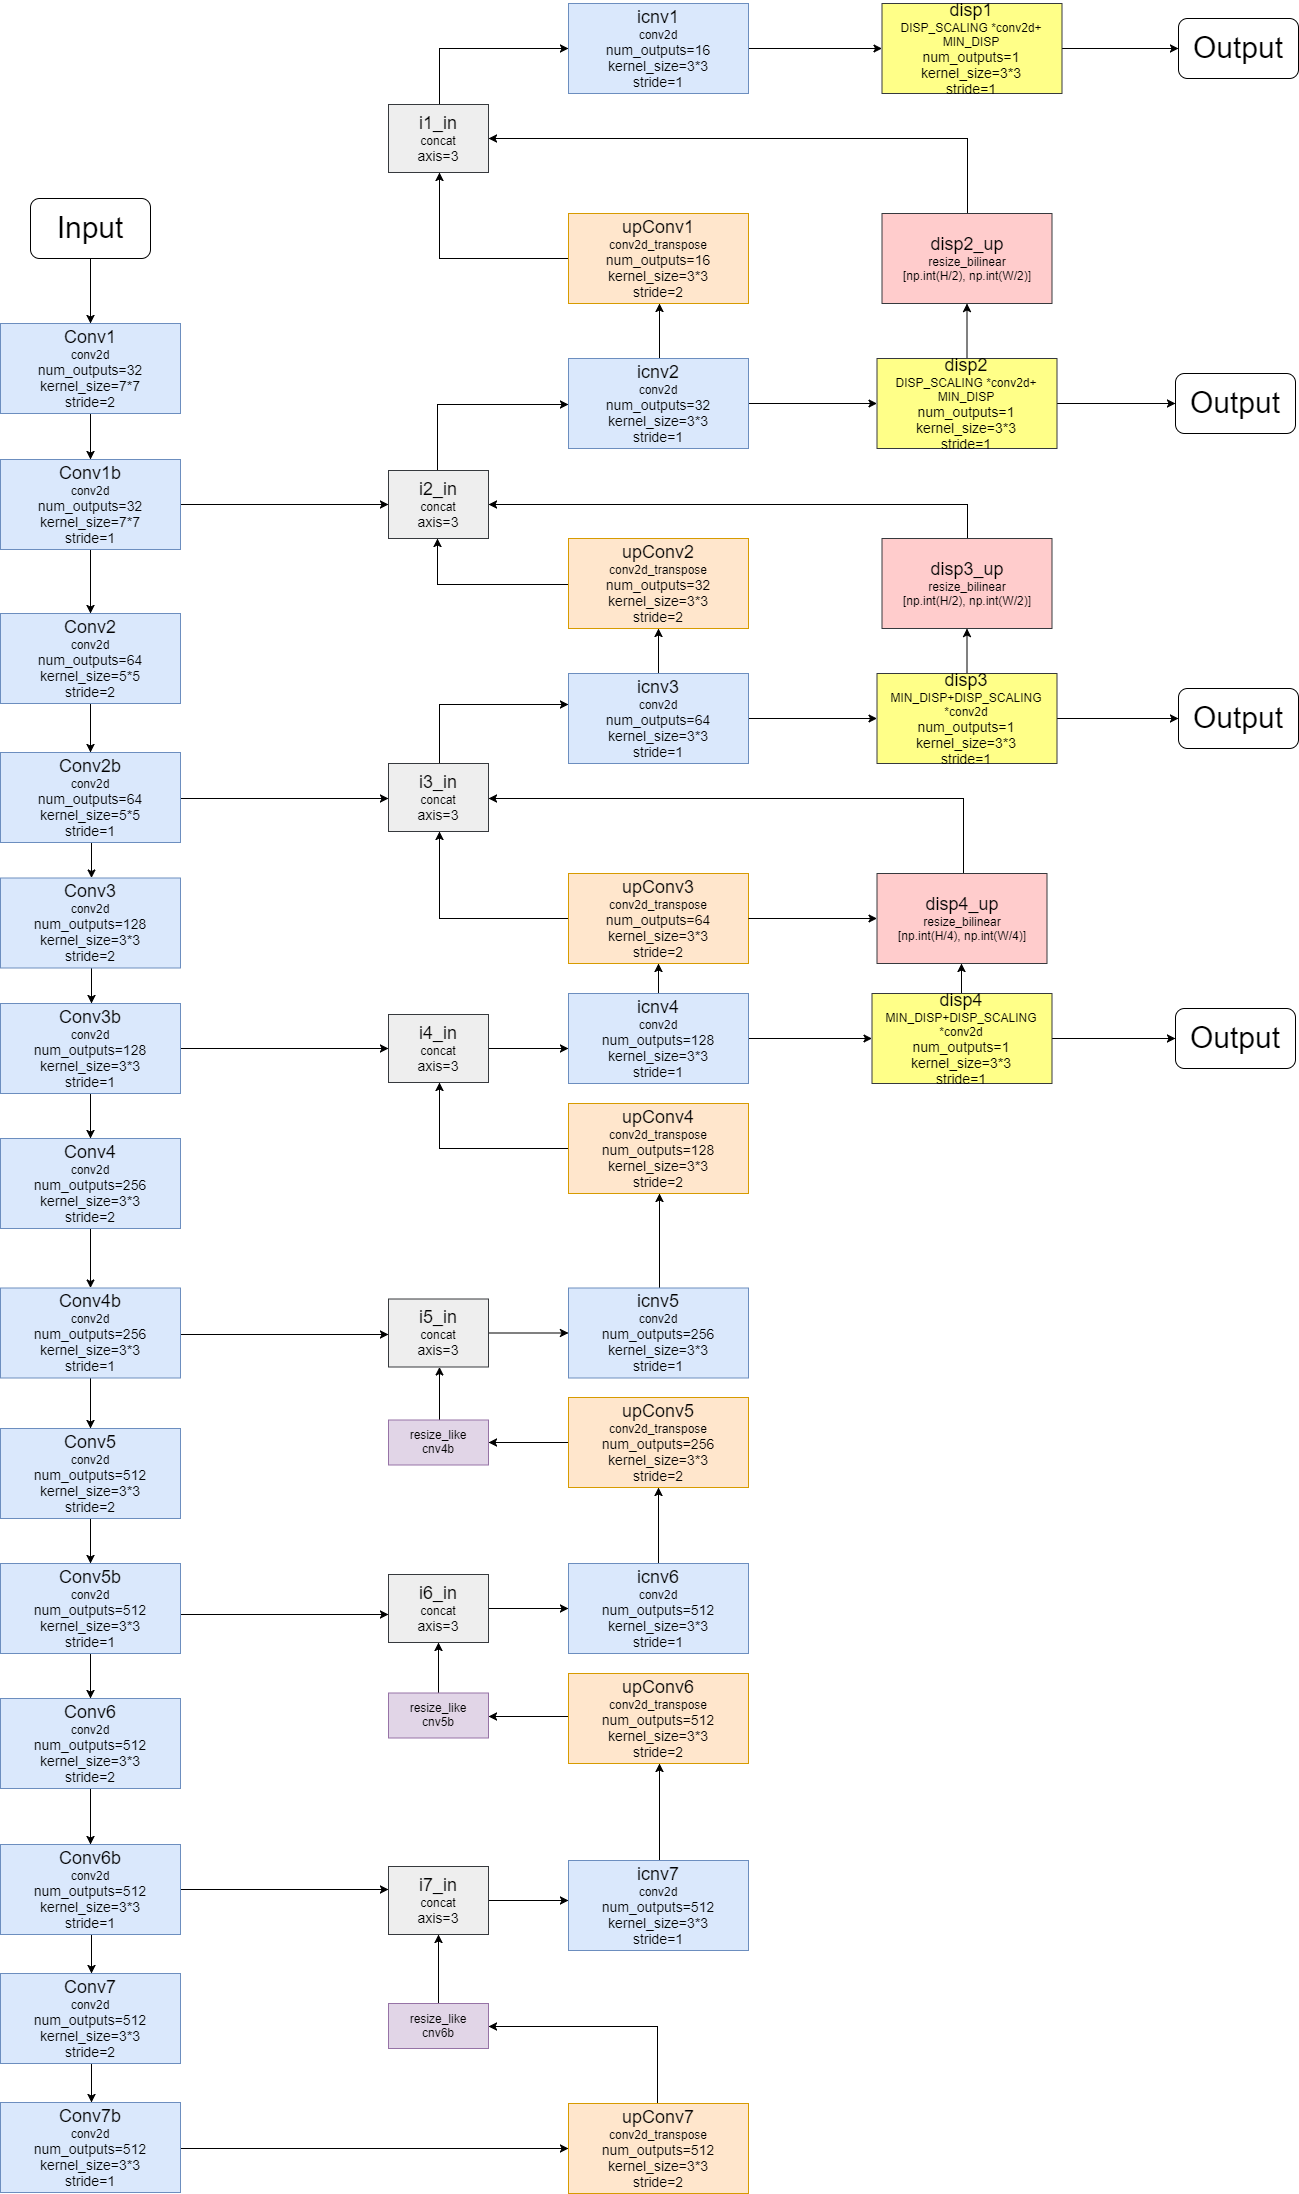 icnv1
conv2d
num_outputs=16
kernel_size=3*3
stride=1
disp1
DISP_SCALING *conv2d+
MIN_DISP
num_outputs=1
kernel_size=3*3
stride=1
Output
i1_in
concat
axis=3
Input
upConv1
conv2d_transpose
num_outputs=16
kernel_size=3*3
stride=2
disp2_up
resize_bilinear
[np.int(H/2), np.int(W/2)]
Conv1
conv2d
num_outputs=32
kernel_size=7*7
stride=2
icnv2
conv2d
num_outputs=32
kernel_size=3*3
stride=1
disp2
DISP_SCALING *conv2d+
MIN_DISP
num_outputs=1
kernel_size=3*3
stride=1
Output
Conv1b
conv2d
num_outputs=32
kernel_size=7*7
stride=1
i2_in
concat
axis=3
upConv2
conv2d_transpose
num_outputs=32
kernel_size=3*3
stride=2
disp3_up
resize_bilinear
[np.int(H/2), np.int(W/2)]
Conv2
conv2d
num_outputs=64
kernel_size=5*5
stride=2
icnv3
conv2d
num_outputs=64
kernel_size=3*3
stride=1
disp3
MIN_DISP+DISP_SCALING
*conv2d
num_outputs=1
kernel_size=3*3
stride=1
Output
Conv2b
conv2d
num_outputs=64
kernel_size=5*5
stride=1
i3_in
concat
axis=3
Conv3
conv2d
num_outputs=128
kernel_size=3*3
stride=2
upConv3
conv2d_transpose
num_outputs=64
kernel_size=3*3
stride=2
disp4_up
resize_bilinear
[np.int(H/4), np.int(W/4)]
Conv3b
conv2d
num_outputs=128
kernel_size=3*3
stride=1
i4_in
concat
axis=3
icnv4
conv2d
num_outputs=128
kernel_size=3*3
stride=1
disp4
MIN_DISP+DISP_SCALING
*conv2d
num_outputs=1
kernel_size=3*3
stride=1
Output
Conv4
conv2d
num_outputs=256
kernel_size=3*3
stride=2
upConv4
conv2d_transpose
num_outputs=128
kernel_size=3*3
stride=2
Conv4b
conv2d
num_outputs=256
kernel_size=3*3
stride=1
i5_in
concat
axis=3
icnv5
conv2d
num_outputs=256
kernel_size=3*3
stride=1
Conv5
conv2d
num_outputs=512
kernel_size=3*3
stride=2
resize_like
cnv4b
upConv5
conv2d_transpose
num_outputs=256
kernel_size=3*3
stride=2
Conv5b
conv2d
num_outputs=512
kernel_size=3*3
stride=1
i6_in
concat
axis=3
icnv6
conv2d
num_outputs=512
kernel_size=3*3
stride=1
Conv6
conv2d
num_outputs=512
kernel_size=3*3
stride=2
resize_like
cnv5b
upConv6
conv2d_transpose
num_outputs=512
kernel_size=3*3
stride=2
Conv6b
conv2d
num_outputs=512
kernel_size=3*3
stride=1
i7_in
concat
axis=3
icnv7
conv2d
num_outputs=512
kernel_size=3*3
stride=1
Conv7
conv2d
num_outputs=512
kernel_size=3*3
stride=2
resize_like
cnv6b
Conv7b
conv2d
num_outputs=512
kernel_size=3*3
stride=1
upConv7
conv2d_transpose
num_outputs=512
kernel_size=3*3
stride=2